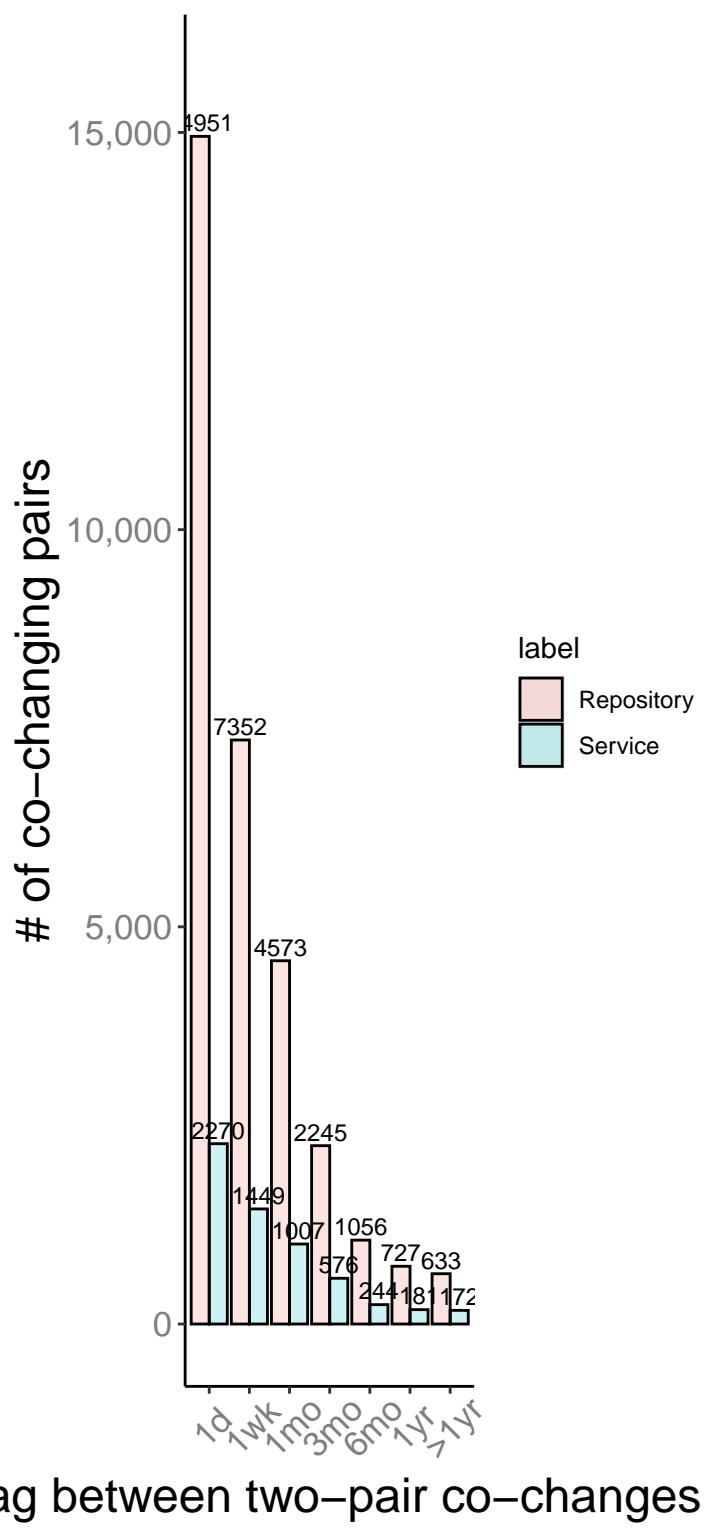 # of co−changing pairs
15,000
10,000
5,000
0
4951
7352
4573
2270
2245
1449
1007
1056
576
727
633
244
181
172
label
Repository
Service
1d
1wk
1mo
3mo
6mo
1yr
>1yr
ag between two−pair co−changes